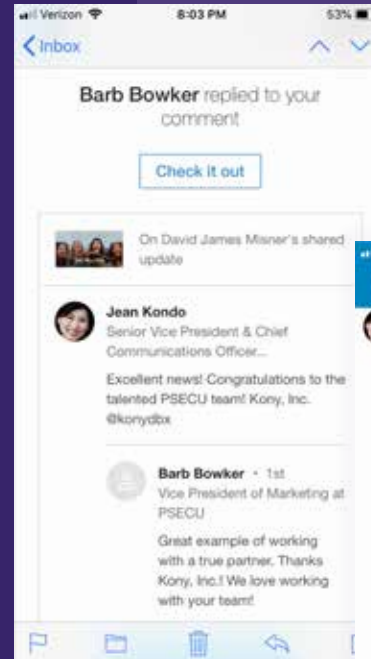 Verizon 8:03 PM 53%
Inbox
Barb Bowker replied to your
comment
Check it out
On David James Misner's shared
update
Jean Kondo
Senior Vice President & Chief
Communications Officer...
Excellent news! Congratulations to the
talented PSECU team! Kony, Inc.
@konydbx
Barb Bowker • 1st
Vice President of Marketing at
PSECU
Great example of working
with a true partner. Thanks
Kony, Inc.! We love working
with your team!